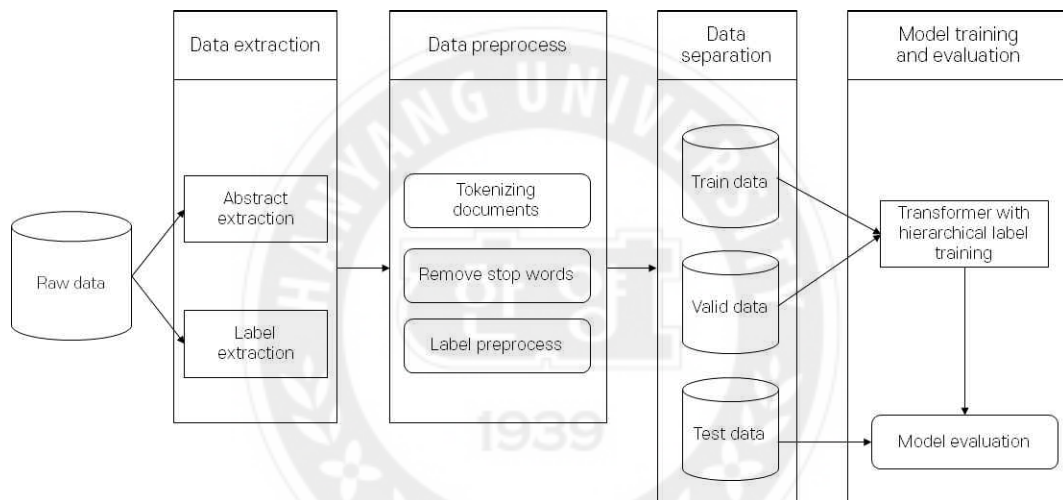 Data extraction
Data preprocess
Data
separation
Model training
and evaluation
Raw data
Abstract
extraction
Label
extraction
Tokenizing
documents
Remove stop words
Label preprocess
Train data
Valid data
Test data
Transformer with
hierarchical label
training
Model evaluation
HANYANG UNIVERSITY
1939